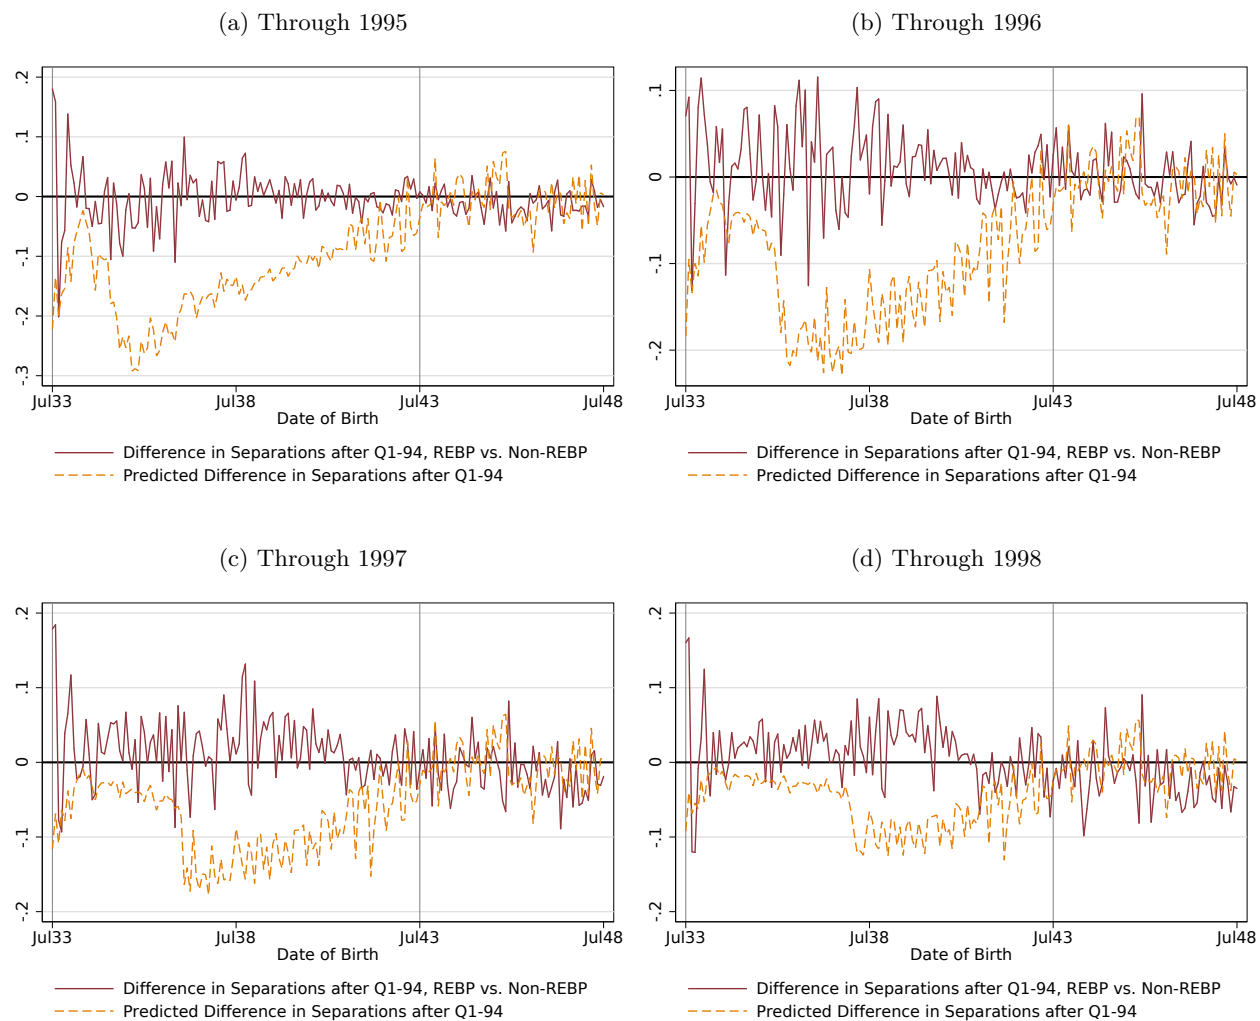 (a) Through 1995
.2
.1
0
-.1
-.2
-.3
Jul33 Jul38 Jul43 Jul48
Date of Birth
Difference in Separations after Q1-94, REBP vs. Non-REBP
Predicted Difference in Separations after Q1-94
(b) Through 1996
.1
0
-.1
-.2
Jul33 Jul38 Jul43 Jul48
Date of Birth
Difference in Separations after Q1-94, REBP vs. Non-REBP
Predicted Difference in Separations after Q1-94
(c) Through 1997
.2
.1
0
-.1
-.2
Jul33 Jul38 Jul43 Jul48
Date of Birth
Difference in Separations after Q1-94, REBP vs. Non-REBP
Predicted Difference in Separations after Q1-94
(d) Through 1998
.2
.1
0
-.1
-.2
Jul33 Jul38 Jul43 Jul48
Date of Birth
Difference in Separations after Q1-94, REBP vs. Non-REBP
Predicted Difference in Separations after Q1-94